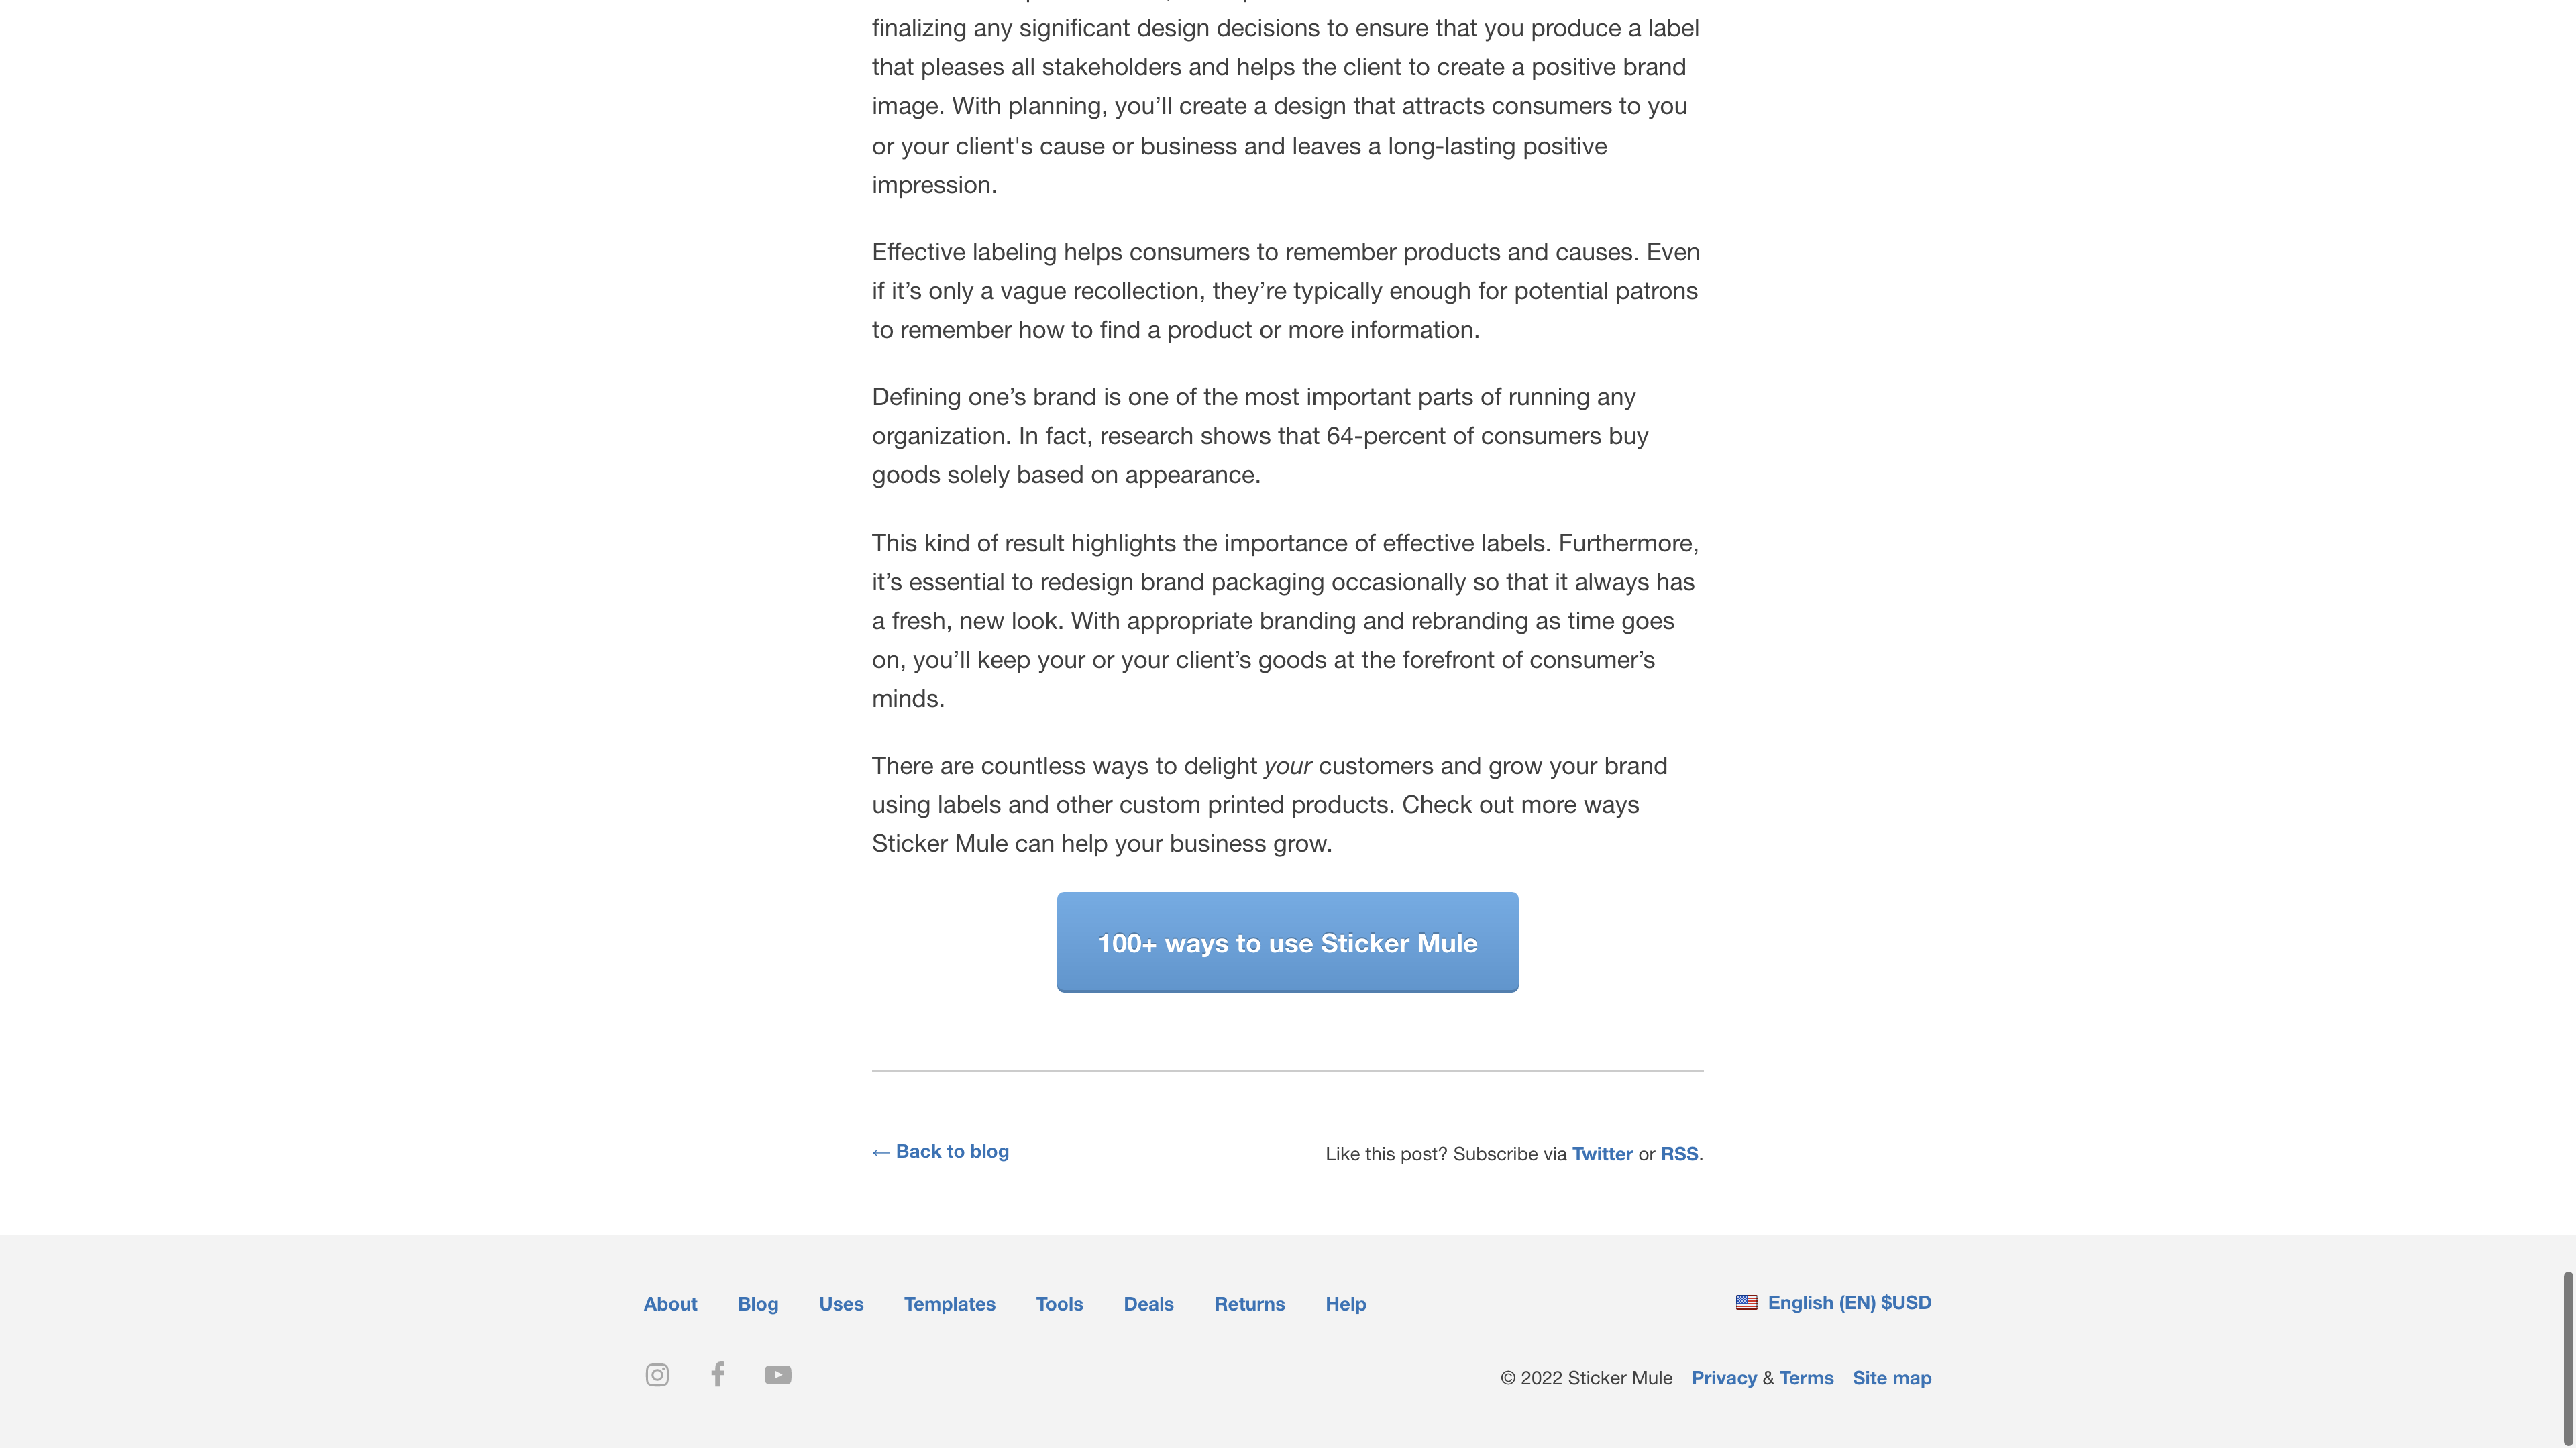 finalizing any significant design decisions to ensure that you produce a label
that pleases all stakeholders and helps the client to create a positive brand
image. With planning, you’ll create a design that attracts consumers to you
or your client's cause or business and leaves a long-lasting positive
impression.
Effective labeling helps consumers to remember products and causes. Even
if it’s only a vague recollection, they’re typically enough for potential patrons
to remember how to find a product or more information.
Defining one’s brand is one of the most important parts of running any
organization. In fact, research shows that 64-percent of consumers buy
goods solely based on appearance.
This kind of result highlights the importance of effective labels. Furthermore,
it’s essential to redesign brand packaging occasionally so that it always has
a fresh, new look. With appropriate branding and rebranding as time goes
on, you’ll keep your or your client’s goods at the forefront of consumer’s
minds.
There are countless ways to delight your customers and grow your brand
using labels and other custom printed products. Check out more ways
Sticker Mule can help your business grow.
100+ ways to use Sticker Mule
← Back to blog
Like this post? Subscribe via Twitter or RSS.
About Blog Uses Templates Tools Deals Returns Help
English (EN) $USD
© 2022 Sticker Mule Privacy & Terms Site map